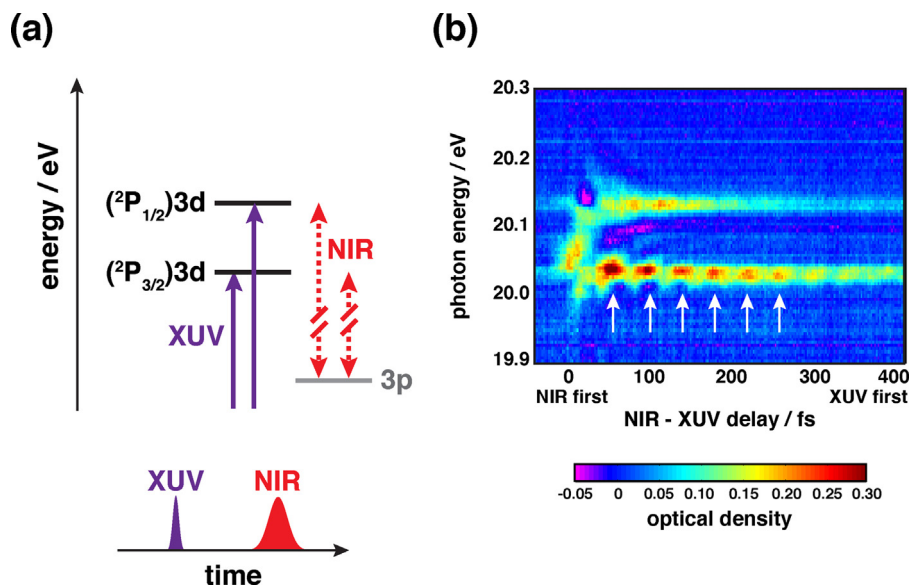 (a)
energy / eV
(²P₁/₂)3d
(²P₃/₂)3d
XUV
NIR
3p
XUV
NIR
time
(b)
photon energy / eV
20.3
20.2
20.1
20.0
19.9
0
100
200
300
400
NIR first
XUV first
NIR - XUV delay / fs
-0.05
0
0.05
0.10
0.15
0.20
0.25
0.30
optical density